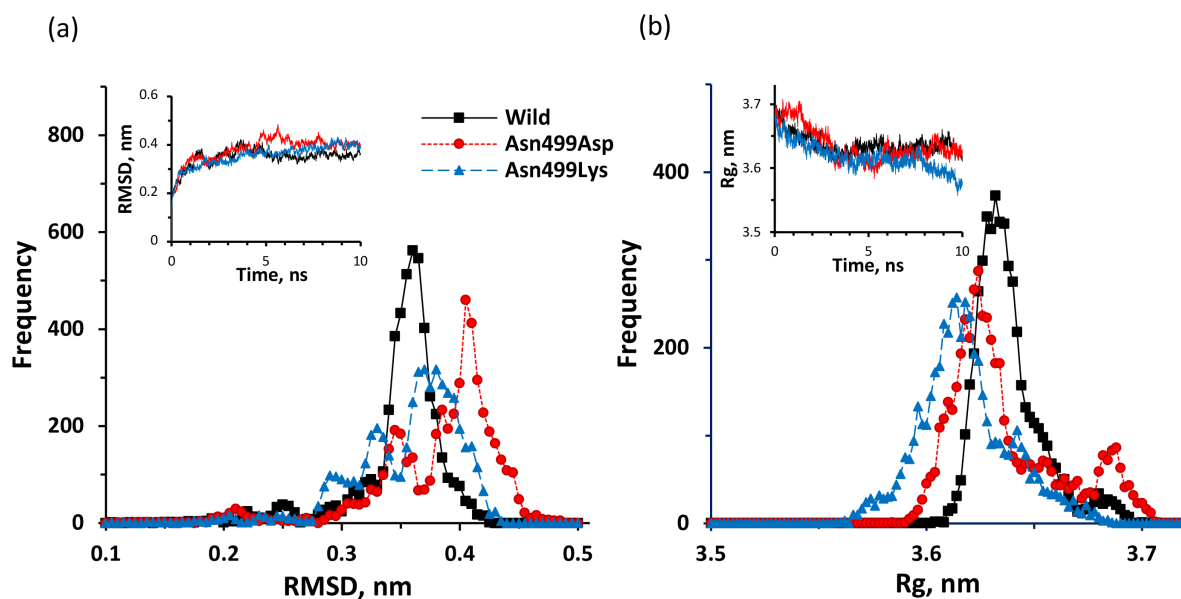 (a)
(b)
Frequency
800
600
400
200
0
0.1
0.2
0.3
0.4
0.5
RMSD, nm
RMSD, nm
0.6
0.4
0.2
0
0
5
10
Time, ns
Wild
Asn499Asp
Asn499Lys
Frequency
400
200
0
3.5
3.6
3.7
Rg, nm
Rg, nm
3.7
3.6
3.5
0
5
10
Time, ns